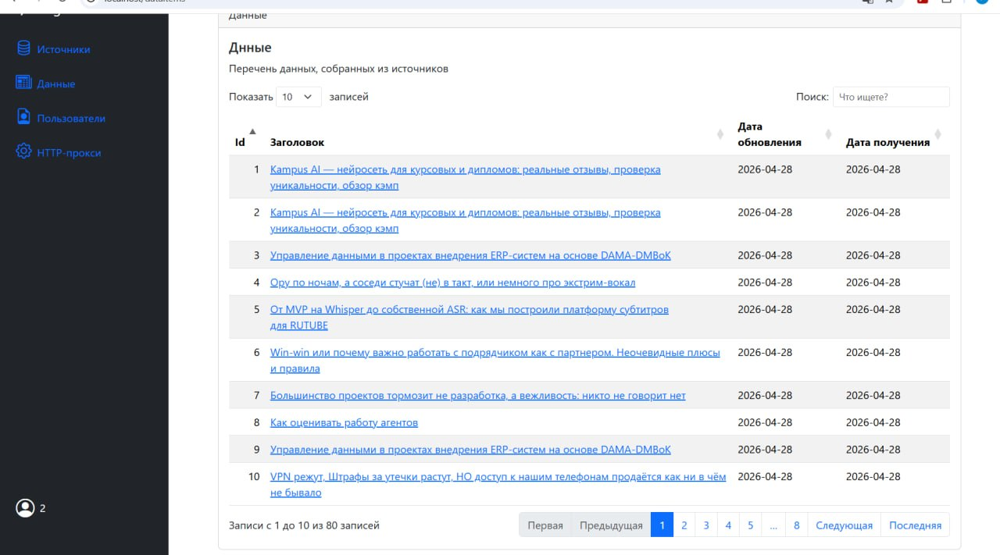 Данные
Источники
Данные
Пользователи
HTTP-прокси
2
Днные
Перечень данных, собранных из источников
Показать 10 записей
Поиск: Что ищете?
Id Заголовок Дата обновления Дата получения
1 Kampus AI — нейросеть для курсовых и дипломов: реальные отзывы, проверка
уникальности, обзор кэмп 2026-04-28 2026-04-28
2 Kampus AI — нейросеть для курсовых и дипломов: реальные отзывы, проверка
уникальности, обзор кэмп 2026-04-28 2026-04-28
3 Управление данными в проектах внедрения ERP-систем на основе DAMA-DMBoK 2026-04-28 2026-04-28
4 Ору по ночам, а соседи стучат (не) в такт, или немного про экстрим-вокал 2026-04-28 2026-04-28
5 От MVP на Whisper до собственной ASR: как мы построили платформу субтитров
для RUTUBE 2026-04-28 2026-04-28
6 Win-win или почему важно работать с подрядчиком как с партнером. Неочевидные плюсы
и правила 2026-04-28 2026-04-28
7 Большинство проектов тормозит не разработка, а вежливость: никто не говорит нет 2026-04-28 2026-04-28
8 Как оценивать работу агентов 2026-04-28 2026-04-28
9 Управление данными в проектах внедрения ERP-систем на основе DAMA-DMBoK 2026-04-28 2026-04-28
10 VPN режут, Штрафы за утечки растут, НО доступ к нашим телефонам продаётся как ни в чём
не бывало 2026-04-28 2026-04-28
Записи с 1 до 10 из 80 записей
Первая Предыдущая 1 2 3 4 5 ... 8 Следующая Последняя